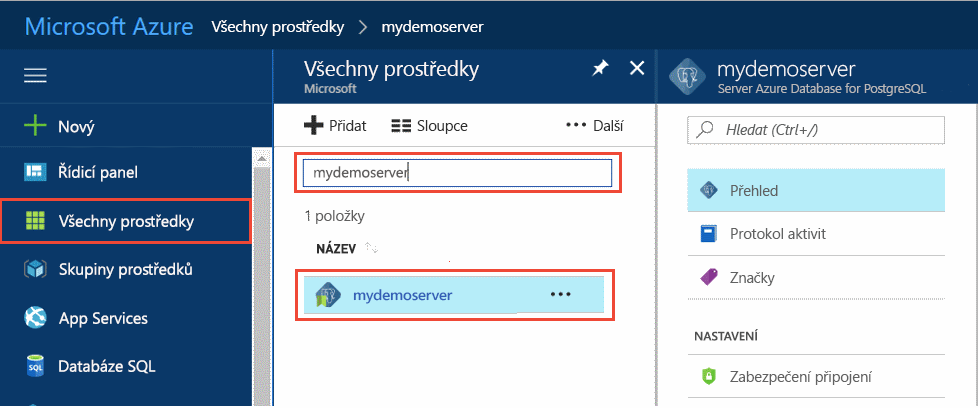 Microsoft Azure Všechny prostředky > mydemoserver
Nový
Řídicí panel
Všechny prostředky
Skupiny prostředků
App Services
SQL
Databáze SQL
Všechny prostředky
Microsoft
Přidat Sloupce ••• Další
mydemoserver
1 položky
NÁZEV
mydemoserver •••
mydemoserver
Server Azure Database for PostgreSQL
Hledat (Ctrl+/)
Přehled
Protokol aktivit
Značky
NASTAVENÍ
Zabezpečení připojení